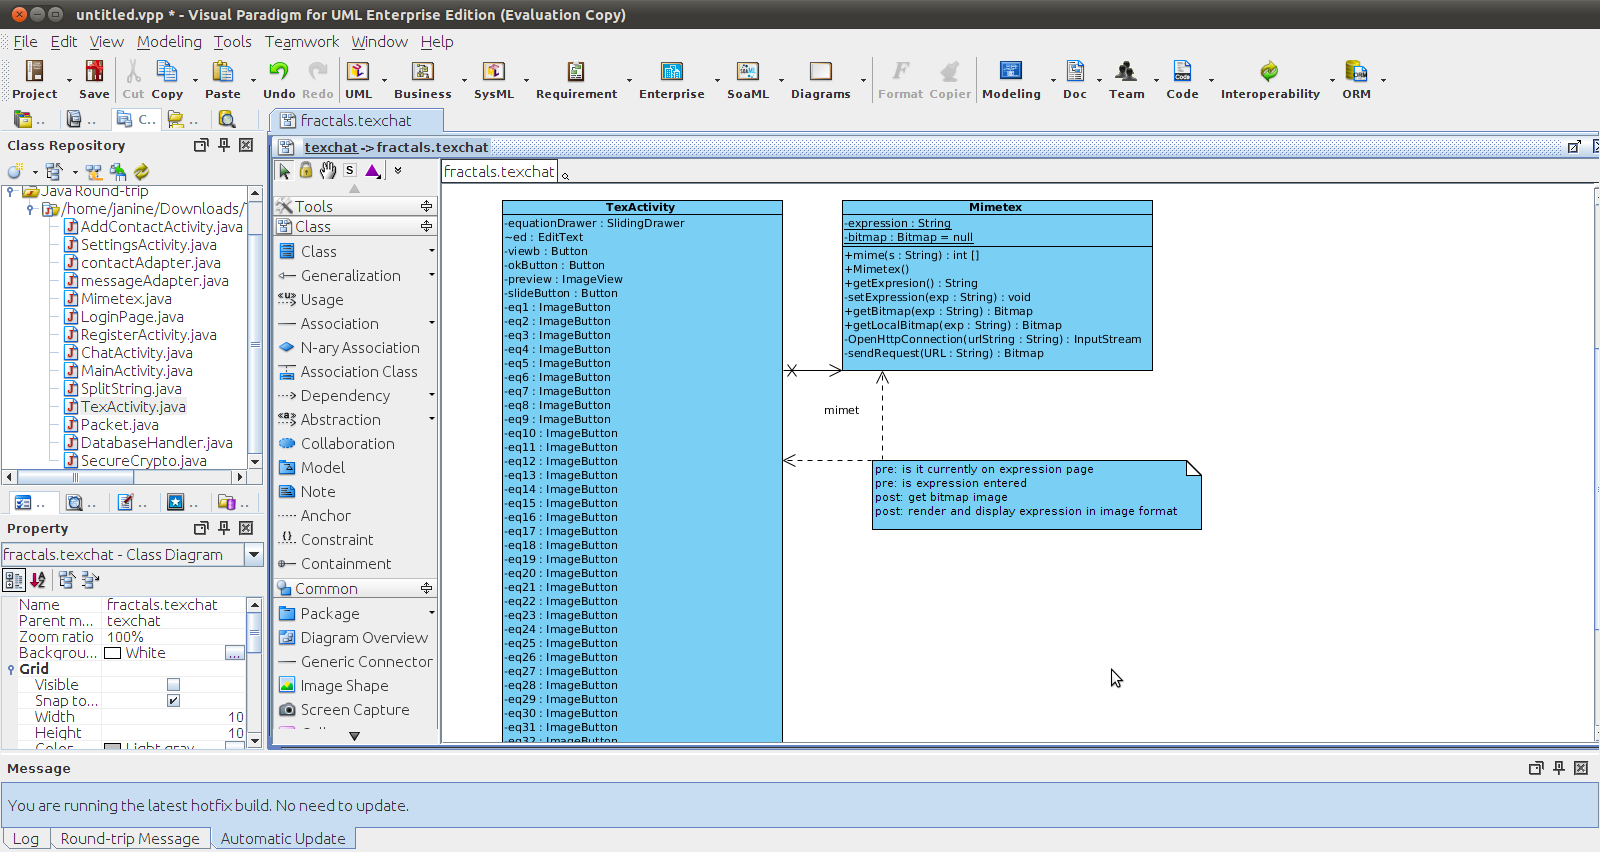 untitled.vpp * - Visual Paradigm for UML Enterprise Edition (Evaluation Copy)
File Edit View Modeling Tools Teamwork Window Help
Project Save Cut Copy Paste Undo Redo UML Business SysML Requirement Enterprise SoaML Diagrams Format Copier Modeling Doc Team Code Interoperability ORM
C..
fractals.texchat
Class Repository
texchat->fractals.texchat
fractals.texchat
Java Round-trip
/home/janine/Downloads/
AddContactActivity.java
SettingsActivity.java
contactAdapter.java
messageAdapter.java
Mimetex.java
LoginPage.java
RegisterActivity.java
ChatActivity.java
MainActivity.java
SplitString.java
TexActivity.java
Packet.java
DatabaseHandler.java
SecureCrypto.java
Property
fractals.texchat - Class Diagram
Name fractals.texchat
Parent m... texchat
Zoom ratio 100%
Backgrou... White ...
Grid
Visible
Snap to...
Width 10
Height 10
Color Light gray
Tools
Class
Class
Generalization
Usage
Association
N-ary Association
Association Class
Dependency
Abstraction
Collaboration
Model
Note
Anchor
Constraint
Containment
Common
Package
Diagram Overview
Generic Connector
Image Shape
Screen Capture
TexActivity
-equationDrawer : SlidingDrawer
~ed : EditText
-viewb : Button
-okButton : Button
-preview : ImageView
-slideButton : Button
-eq1 : ImageButton
-eq2 : ImageButton
-eq3 : ImageButton
-eq4 : ImageButton
-eq5 : ImageButton
-eq6 : ImageButton
-eq7 : ImageButton
-eq8 : ImageButton
-eq9 : ImageButton
-eq10 : ImageButton
-eq11 : ImageButton
-eq12 : ImageButton
-eq13 : ImageButton
-eq14 : ImageButton
-eq15 : ImageButton
-eq16 : ImageButton
-eq17 : ImageButton
-eq18 : ImageButton
-eq19 : ImageButton
-eq20 : ImageButton
-eq21 : ImageButton
-eq22 : ImageButton
-eq23 : ImageButton
-eq24 : ImageButton
-eq25 : ImageButton
-eq26 : ImageButton
-eq27 : ImageButton
-eq28 : ImageButton
-eq29 : ImageButton
-eq30 : ImageButton
-eq31 : ImageButton
-eq32 : ImageButton
Mimetex
-expression : String
-bitmap : Bitmap = null
+mime(s : String) : int []
+Mimetex()
+getExpresion() : String
-setExpression(exp : String) : void
+getBitmap(exp : String) : Bitmap
+getLocalBitmap(exp : String) : Bitmap
-OpenHttpConnection(urlString : String) : InputStream
-sendRequest(URL : String) : Bitmap
mimet
pre: is it currently on expression page
pre: is expression entered
post: get bitmap image
post: render and display expression in image format
Message
You are running the latest hotfix build. No need to update.
Log Round-trip Message Automatic Update